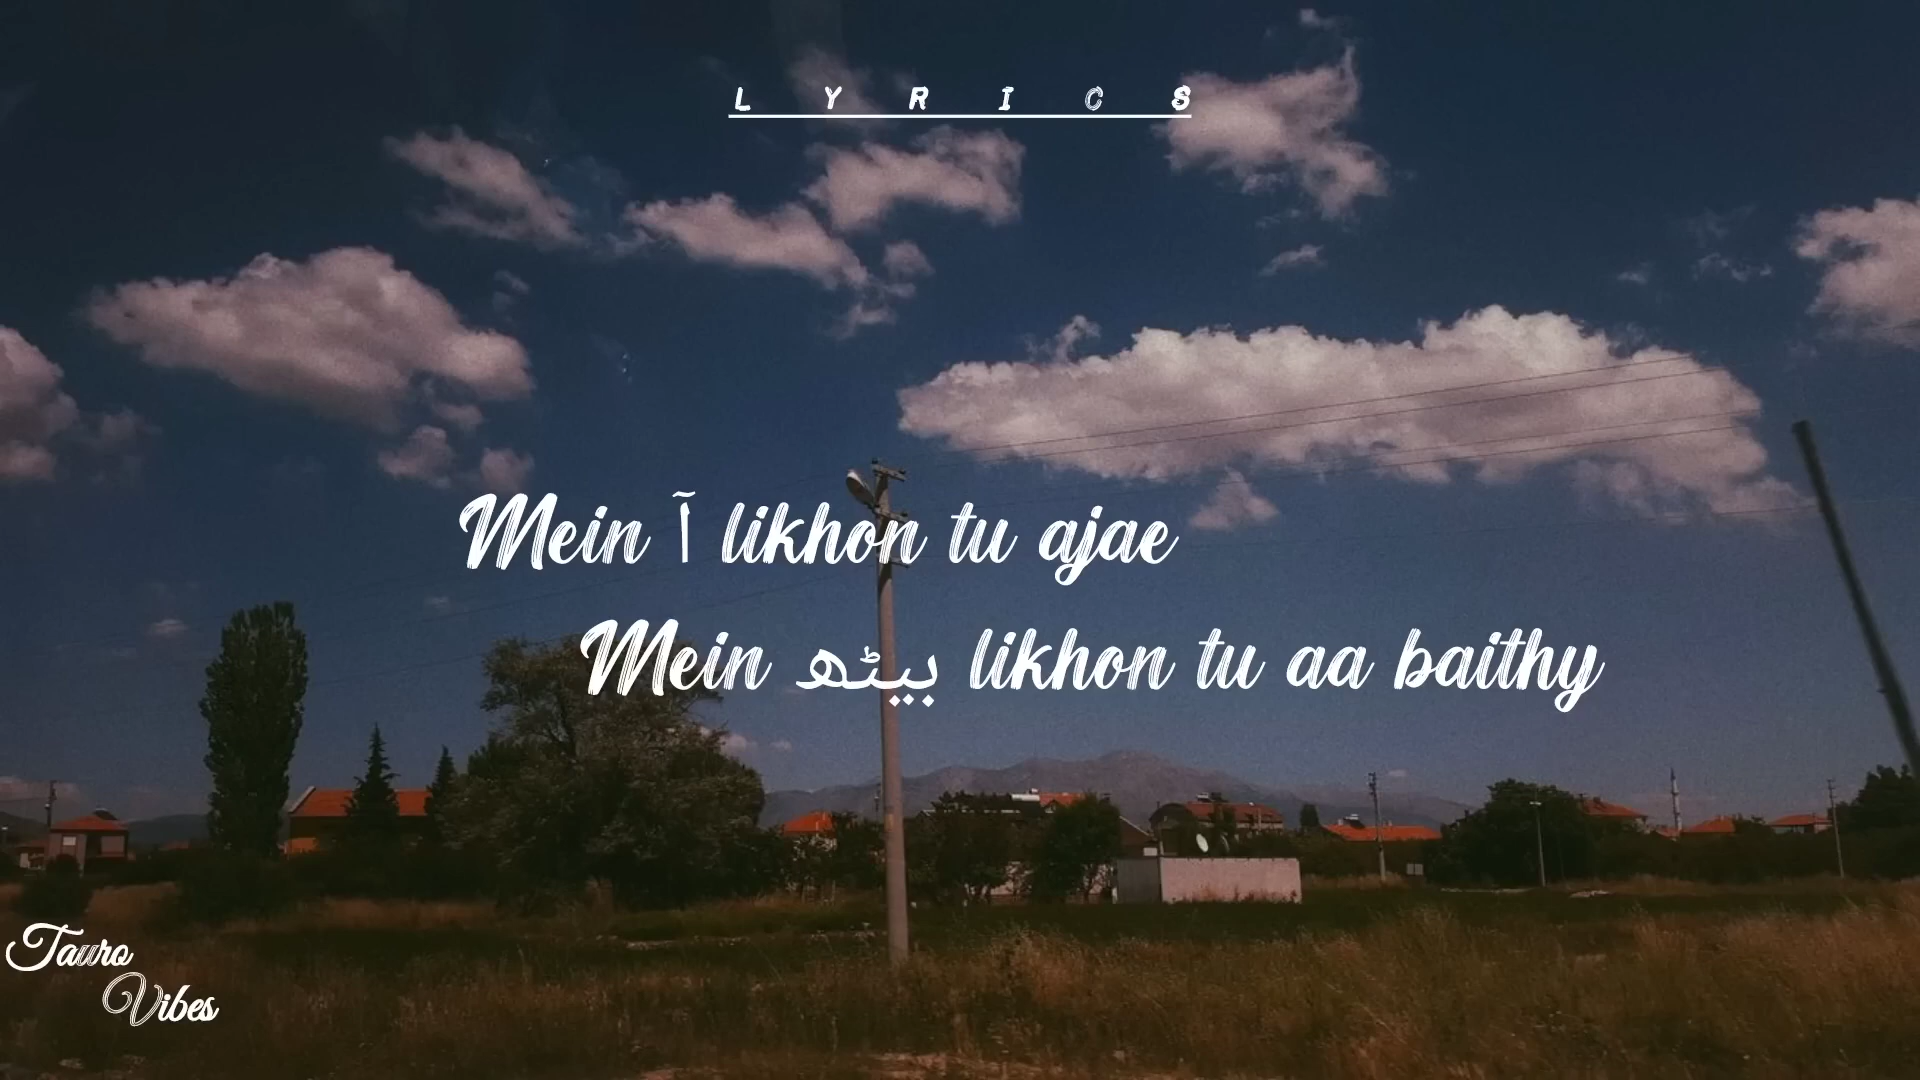 L Y R I C S
Mein آ likhon tu ajae
Mein بیٹھ likhon tu aa baithy
Tauro
Vibes